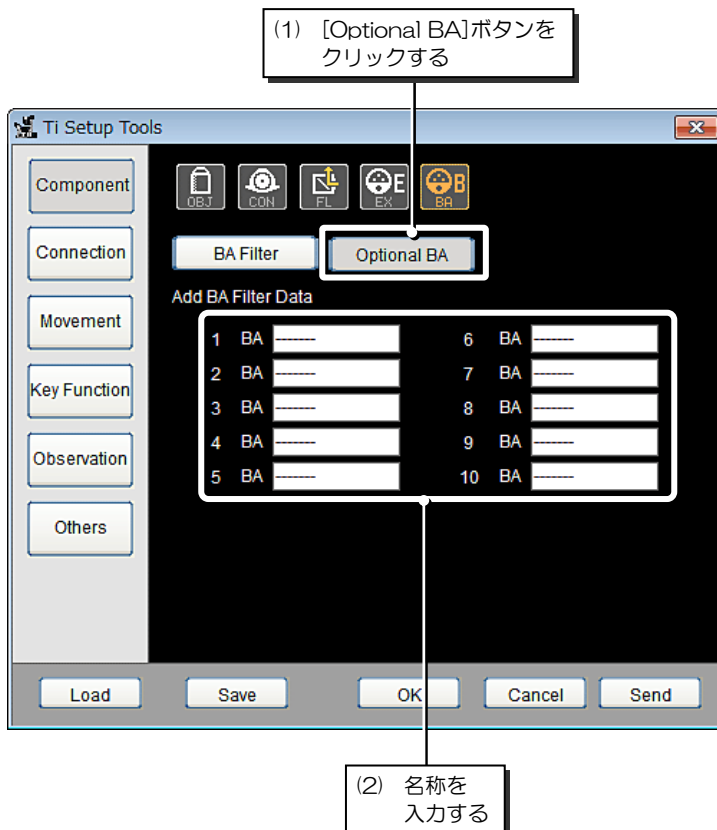 (1) [Optional BA]ボタンを
クリックする
Ti Setup Tools
Component
OBJ CON FL E EX B BA
Connection
BA Filter Optional BA
Add BA Filter Data
Movement
1 BA ------- 6 BA -------
2 BA ------- 7 BA -------
Key Function
3 BA ------- 8 BA -------
4 BA ------- 9 BA -------
Observation
5 BA ------- 10 BA -------
Others
Load Save OK Cancel Send
(2) 名称を
入力する